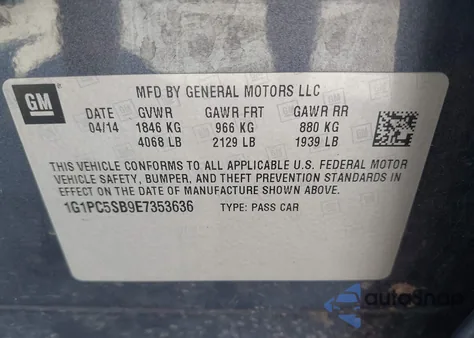 GM
MFD BY GENERAL MOTORS LLC
DATE GVWR GAWR FRT GAWR RR
04/14 1846 KG 966 KG 880 KG
4068 LB 2129 LB 1939 LB
THIS VEHICLE CONFORMS TO ALL APPLICABLE U.S. FEDERAL MOTOR
VEHICLE SAFETY, BUMPER, AND THEFT PREVENTION STANDARDS IN
EFFECT ON THE DATE OF MANUFACTURE SHOWN ABOVE.
1G1PC5SB9E7353636 TYPE: PASS CAR
autoSnap